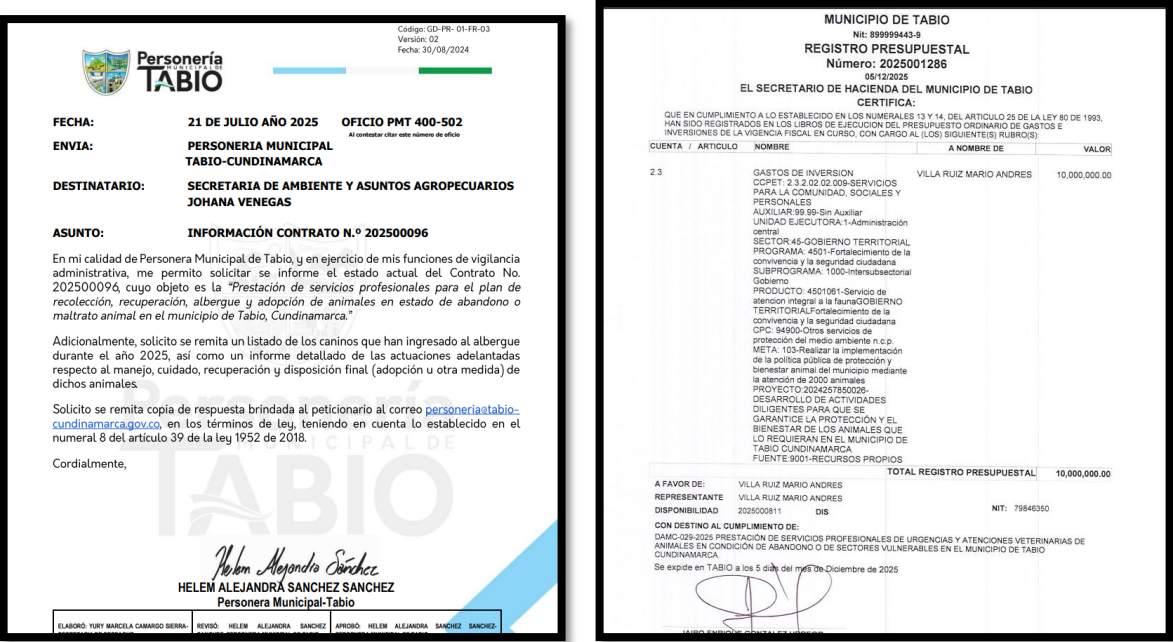 Código: GD-PR- 01-FR-03
Versión: 02
Fecha: 30/08/2024
Personería
MUNICIPAL DE
TABIO
FECHA: 21 DE JULIO AÑO 2025 OFICIO PMT 400-502
Al contestar citar este número de oficio
ENVIA: PERSONERIA MUNICIPAL
TABIO-CUNDINAMARCA
DESTINATARIO: SECRETARIA DE AMBIENTE Y ASUNTOS AGROPECUARIOS
JOHANA VENEGAS
ASUNTO: INFORMACIÓN CONTRATO N.º 202500096
En mi calidad de Personera Municipal de Tabio, y en ejercicio de mis funciones de vigilancia
administrativa, me permito solicitar se informe el estado actual del Contrato No.
202500096, cuyo objeto es la “Prestación de servicios profesionales para el plan de
recolección, recuperación, albergue y adopción de animales en estado de abandono o
maltrato animal en el municipio de Tabio, Cundinamarca.”
Adicionalmente, solicito se remita un listado de los caninos que han ingresado al albergue
durante el año 2025, así como un informe detallado de las actuaciones adelantadas
respecto al manejo, cuidado, recuperación y disposición final (adopción u otra medida) de
dichos animales.
Solicito se remita copia de respuesta brindada al peticionario al correo personeria@tabio-
cundinamarca.gov.co, en los términos de ley, teniendo en cuenta lo establecido en el
numeral 8 del artículo 39 de la ley 1952 de 2018.
Cordialmente,
Personería
MUNICIPAL DE
TABIO
Helem Alejandra Sánchez
HELEM ALEJANDRA SANCHEZ SANCHEZ
Personera Municipal-Tabio
ELABORÓ: YURY MARCELA CAMARGO SIERRA- REVISÓ: HELEM ALEJANDRA SANCHEZ APROBÓ: HELEM ALEJANDRA SANCHEZ SANCHEZ-
MUNICIPIO DE TABIO
Nit: 899999443-9
REGISTRO PRESUPUESTAL
Número: 2025001286
05/12/2025
EL SECRETARIO DE HACIENDA DEL MUNICIPIO DE TABIO
CERTIFICA:
QUE EN CUMPLIMIENTO A LO ESTABLECIDO EN LOS NUMERALES 13 Y 14, DEL ARTICULO 25 DE LA LEY 80 DE 1993,
HAN SIDO REGISTRADOS EN LOS LIBROS DE EJECUCION DEL PRESUPUESTO ORDINARIO DE GASTOS E
INVERSIONES DE LA VIGENCIA FISCAL EN CURSO, CON CARGO AL (LOS) SIGUIENTE(S) RUBRO(S):
CUENTA / ARTICULO NOMBRE A NOMBRE DE VALOR
2.3 GASTOS DE INVERSION VILLA RUIZ MARIO ANDRES 10,000,000.00
CCPET: 2.3.2.02.02.009-SERVICIOS
PARA LA COMUNIDAD, SOCIALES Y
PERSONALES
AUXILIAR:99.99-Sin Auxiliar
UNIDAD EJECUTORA:1-Administración
central
SECTOR:45-GOBIERNO TERRITORIAL
PROGRAMA: 4501-Fortalecimiento de la
convivencia y la seguridad ciudadana
SUBPROGRAMA: 1000-Intersubsectorial
Gobierno
PRODUCTO: 4501061-Servicio de
atencion integral a la faunaGOBIERNO
TERRITORIALFortalecimiento de la
convivencia y la seguridad ciudadana
CPC: 94900-Otros servicios de
protección del medio ambiente n.c.p.
META: 103-Realizar la implementación
de la política pública de protección y
bienestar animal del municipio mediante
la atención de 2000 animales
PROYECTO:2024257850026-
DESARROLLO DE ACTIVIDADES
DILIGENTES PARA QUE SE
GARANTICE LA PROTECCIÓN Y EL
BIENESTAR DE LOS ANIMALES QUE
LO REQUIERAN EN EL MUNICIPIO DE
TABIO CUNDINAMARCA
FUENTE:9001-RECURSOS PROPIOS
TOTAL REGISTRO PRESUPUESTAL 10,000,000.00
A FAVOR DE: VILLA RUIZ MARIO ANDRES
REPRESENTANTE VILLA RUIZ MARIO ANDRES
DISPONIBILIDAD 2025000811 DIS NIT: 79846350
CON DESTINO AL CUMPLIMIENTO DE:
DAMC-029-2025 PRESTACIÓN DE SERVICIOS PROFESIONALES DE URGENCIAS Y ATENCIONES VETERINARIAS DE
ANIMALES EN CONDICIÓN DE ABANDONO O DE SECTORES VULNERABLES EN EL MUNICIPIO DE TABIO
CUNDINAMARCA.
Se expide en TABIO a los 5 dias del mes de Diciembre de 2025